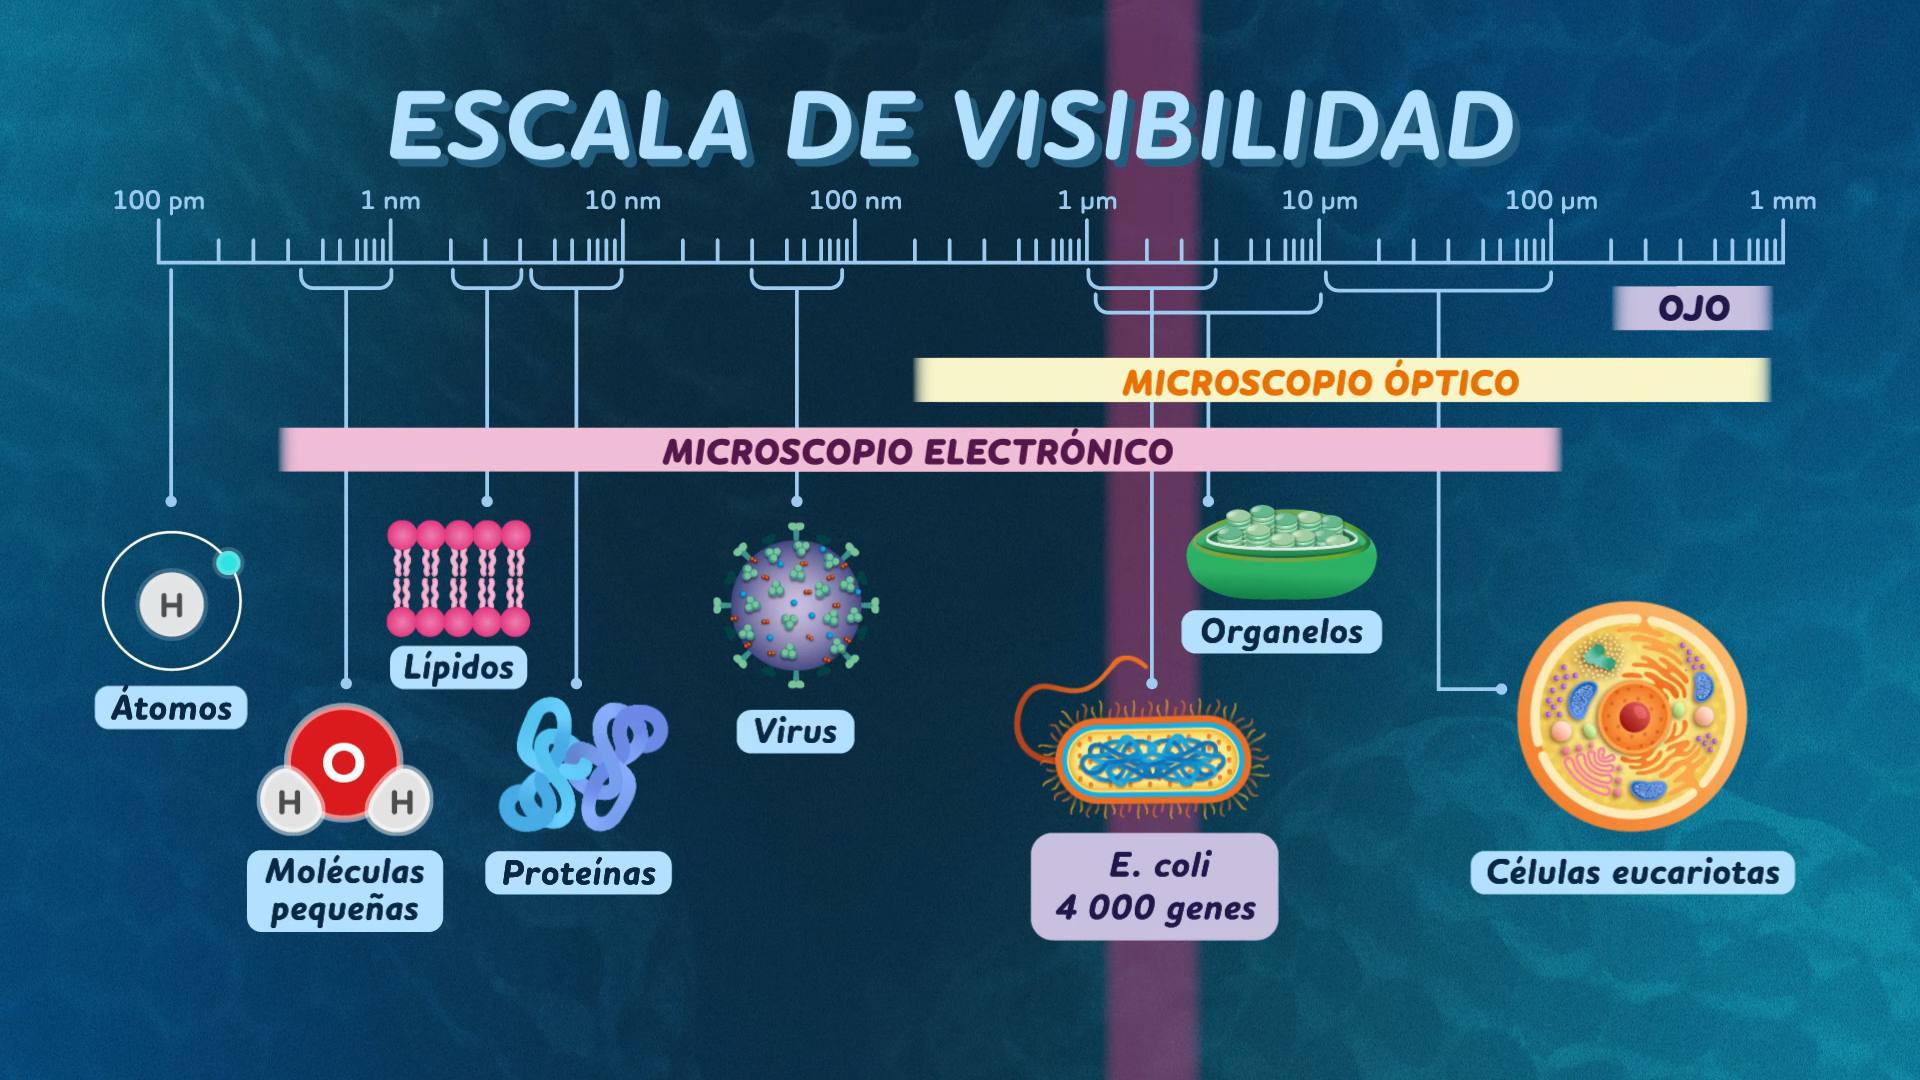 ESCALA DE VISIBILIDAD
100 pm 1 nm 10 nm 100 nm 1 µm 10 µm 100 µm 1 mm
OJO
MICROSCOPIO ÓPTICO
MICROSCOPIO ELECTRÓNICO
H
Átomos
O
H H
Moléculas
pequeñas
Lípidos
Proteínas
Virus
E. coli
4 000 genes
Organelos
Células eucariotas